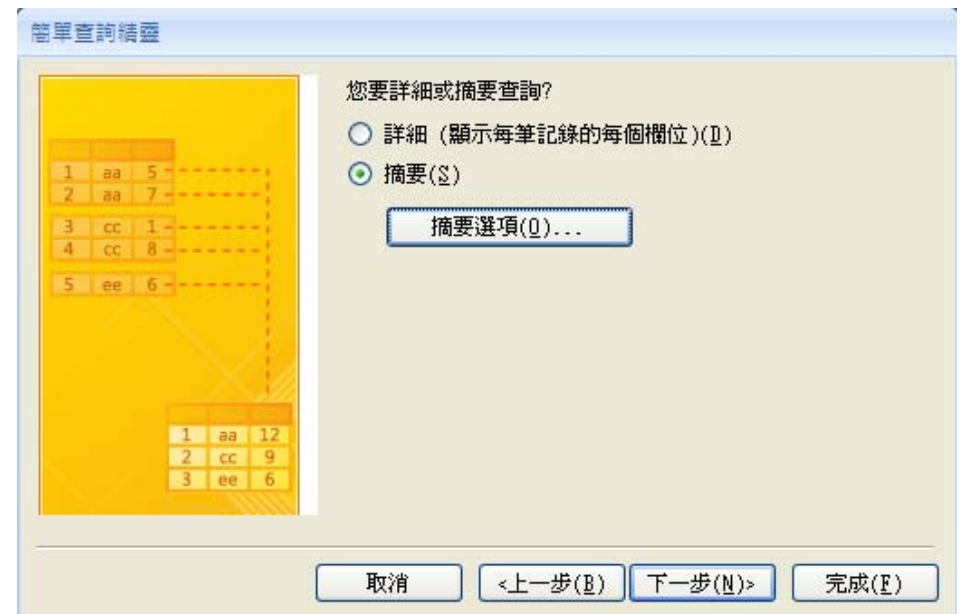 簡單查詢精靈
您要詳細或摘要查詢?
詳細 (顯示每筆記錄的每個欄位)(D)
摘要(S)
摘要選項(O)...
1 aa 5
2 aa 7
3 cc 1
4 cc 8
5 ee 6
1 aa 12
2 cc 9
3 ee 6
取消 <上一步(B) 下一步(N)> 完成(F)